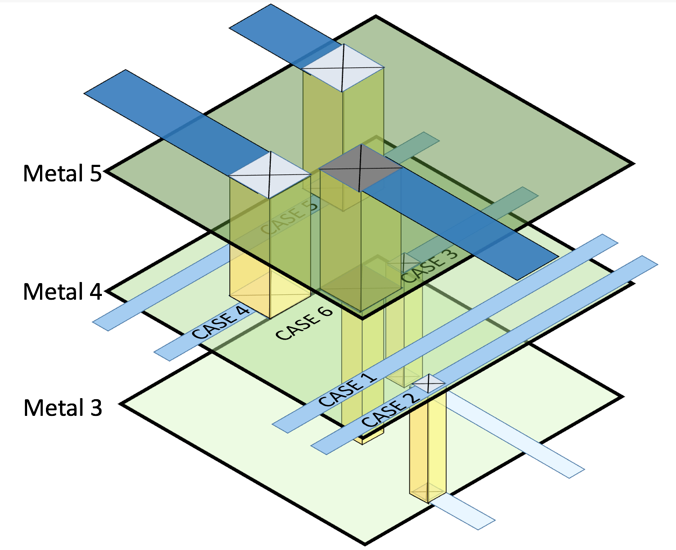 Metal 5
CASE 5
CASE 3
Metal 4
CASE 4
CASE 6
CASE 1
CASE 2
Metal 3